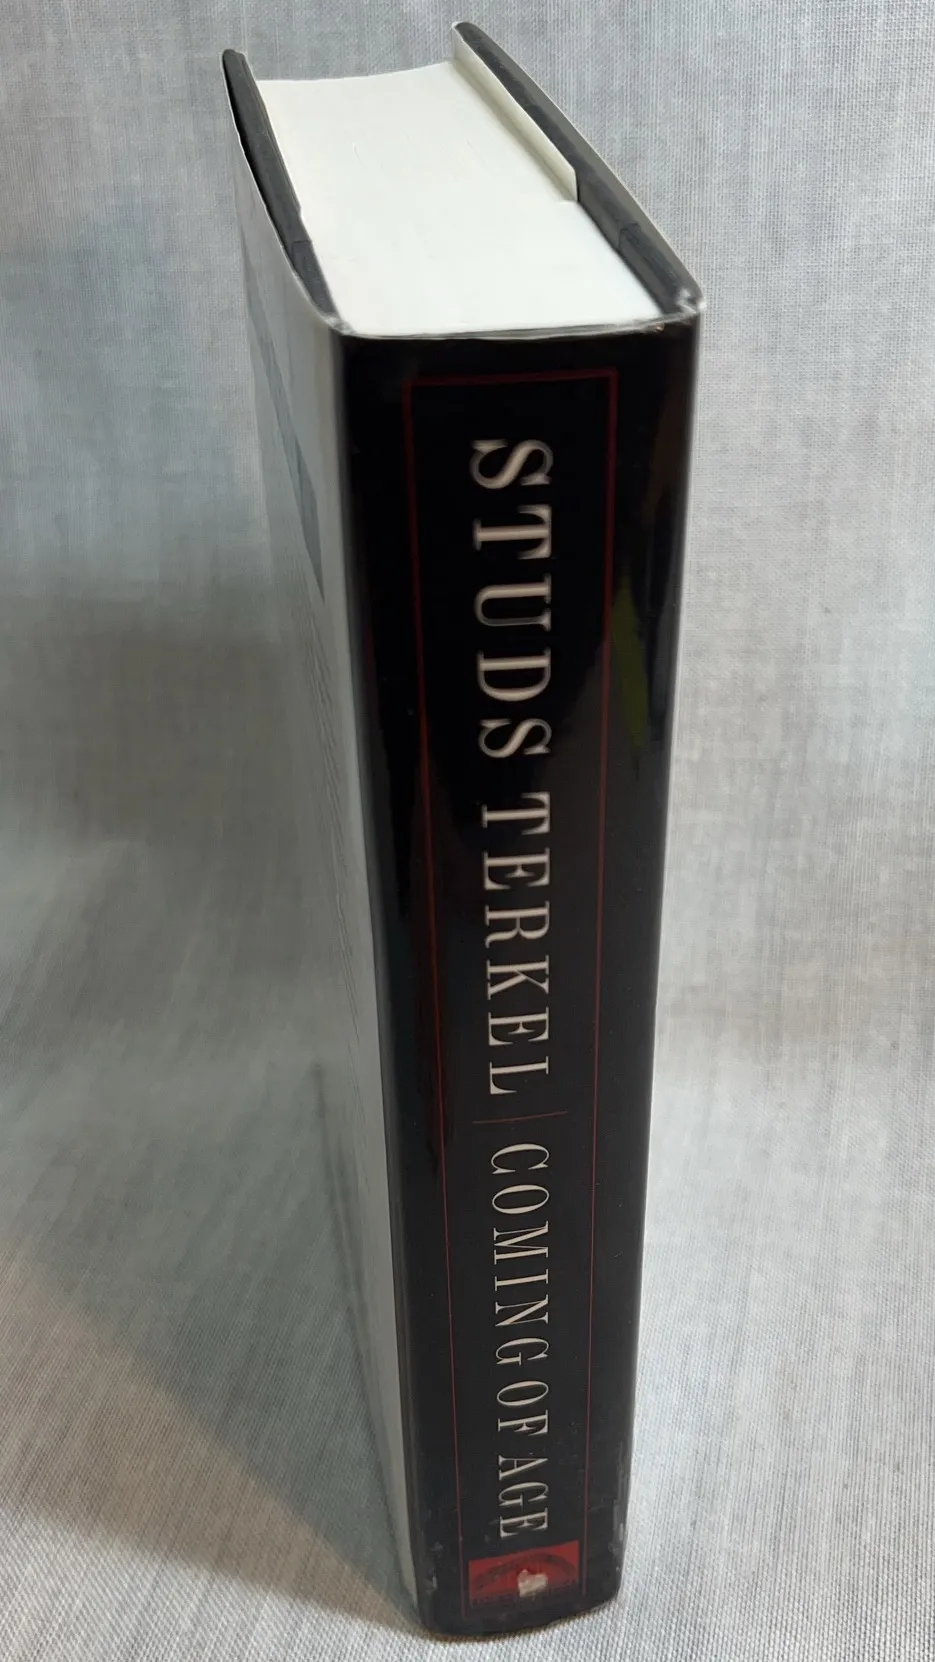 STUDS TERKEL | COMING OF AGE